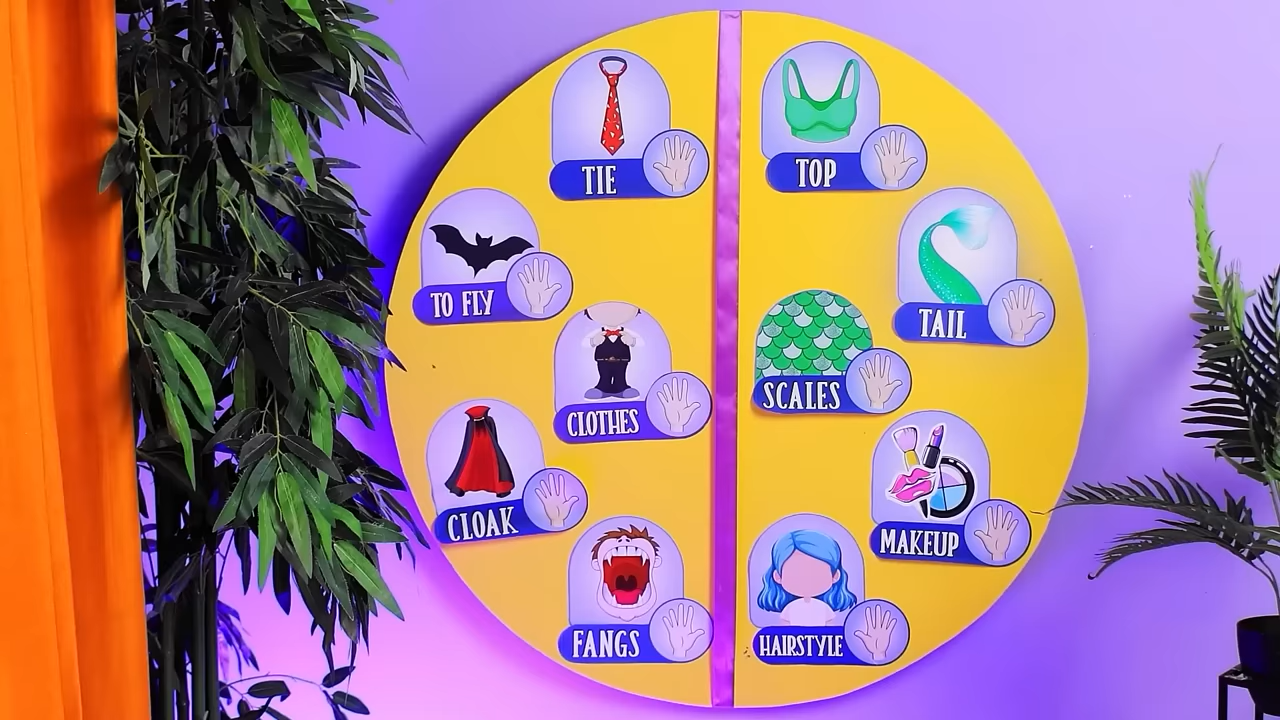 TIE
TO FLY
CLOTHES
CLOAK
FANGS
TOP
TAIL
SCALES
MAKEUP
HAIRSTYLE